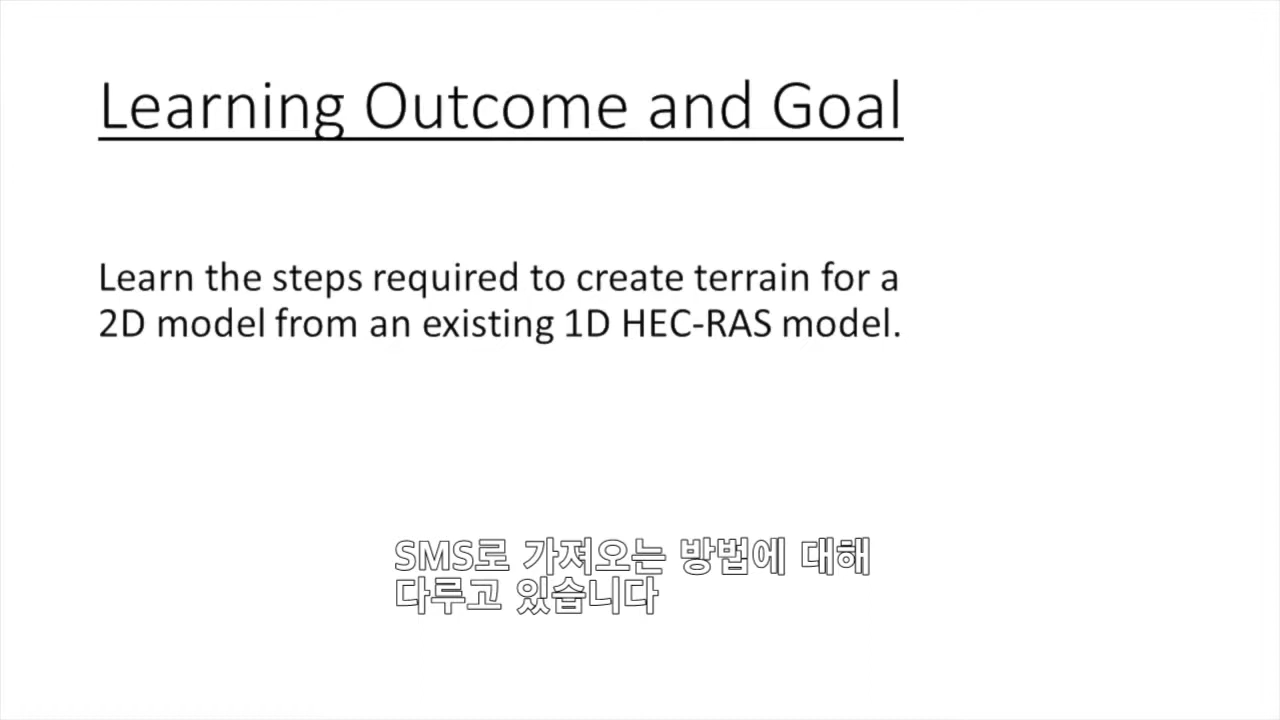 Learning Outcome and Goal
Learn the steps required to create terrain for a
2D model from an existing 1D HEC-RAS model.
SMS로 가져오는 방법에 대해
다루고 있습니다